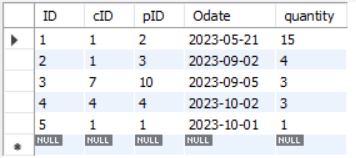 ID cID pID Odate quantity
1 1 2 2023-05-21 15
2 1 3 2023-09-02 4
3 7 10 2023-09-05 3
4 4 4 2023-10-02 3
5 1 1 2023-10-01 1
NULL NULL NULL NULL NULL